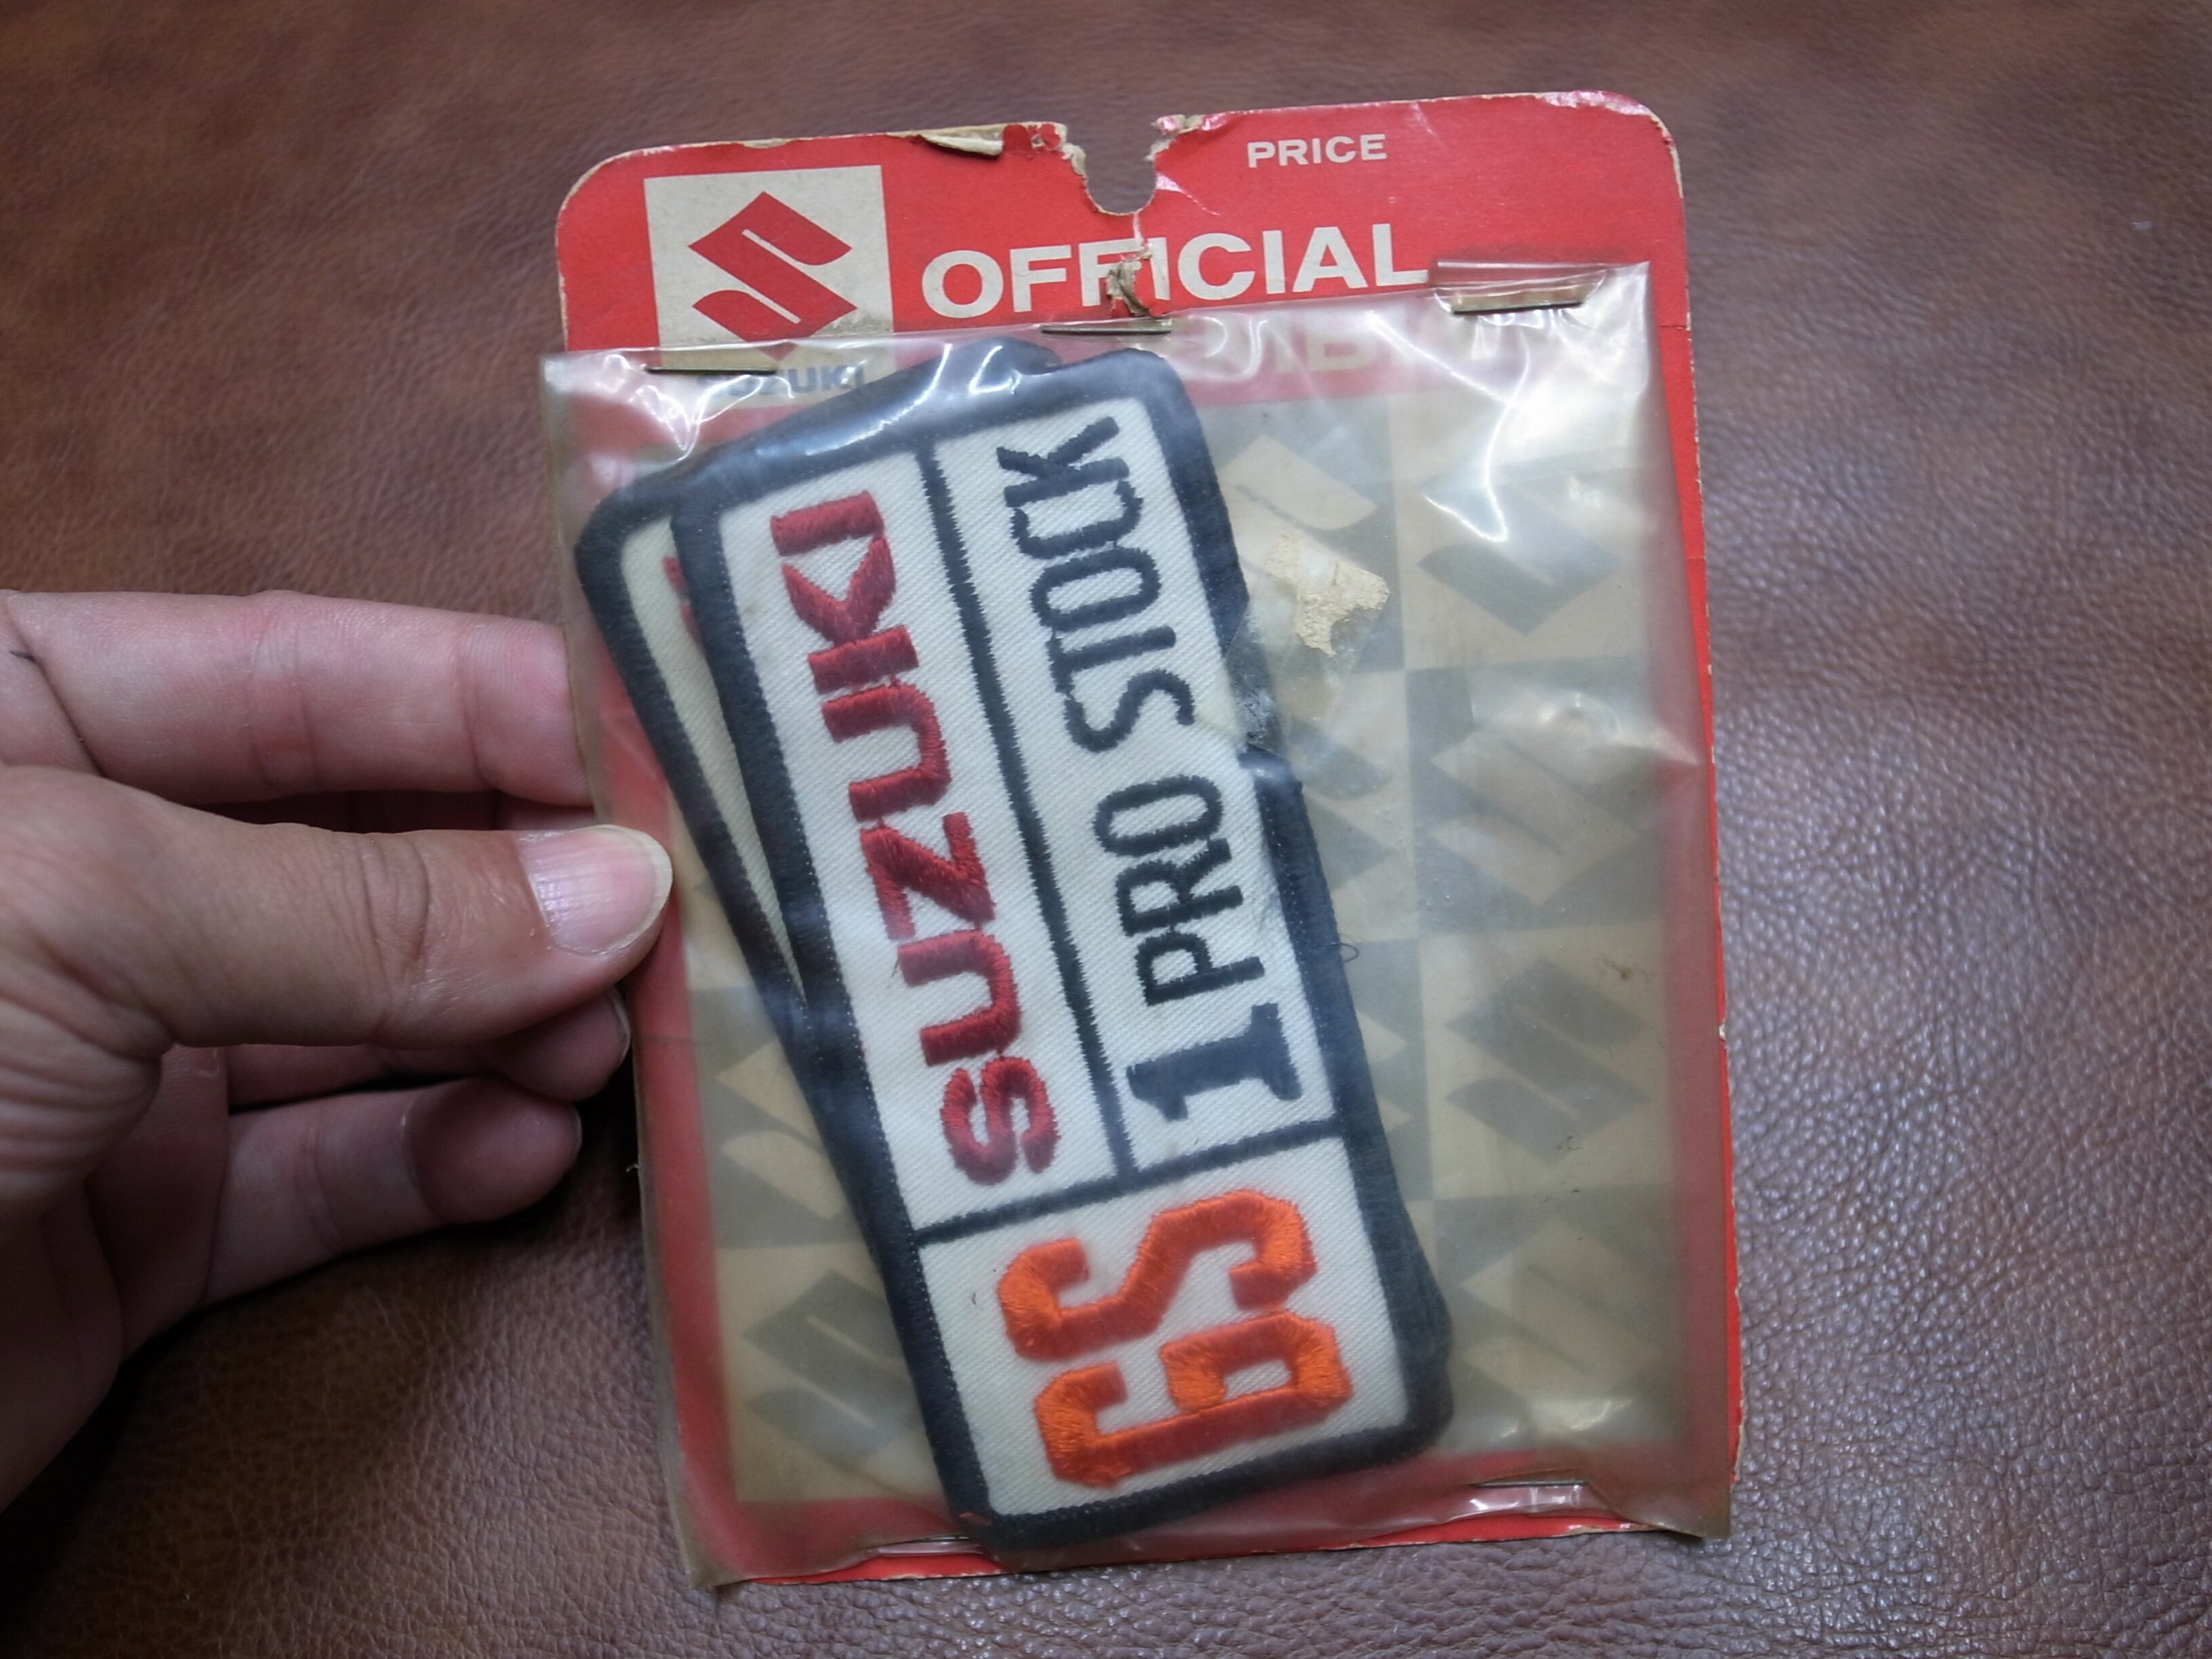 PRICE
OFFICIAL
SUZUKI
SUZUKI
1 PRO STOCK
GS